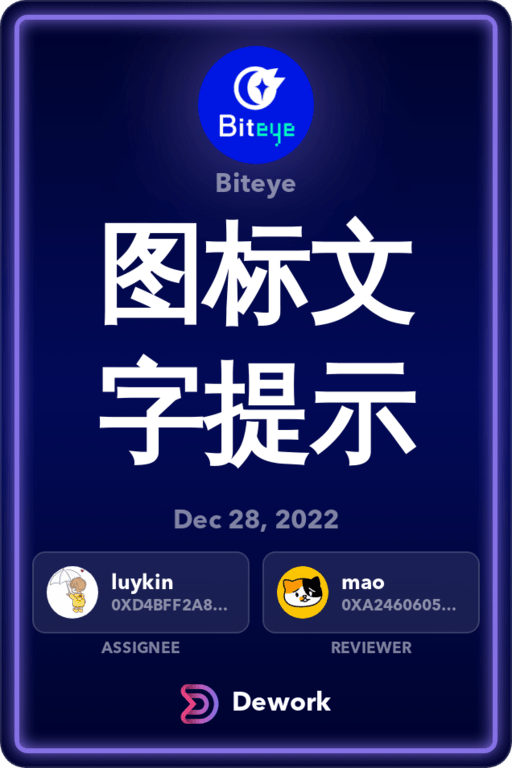 Biteye
Biteye
图标文
字提示
Dec 28, 2022
luykin
0XD4BFF2A8...
mao
0XA2460605...
ASSIGNEE
REVIEWER
Dework